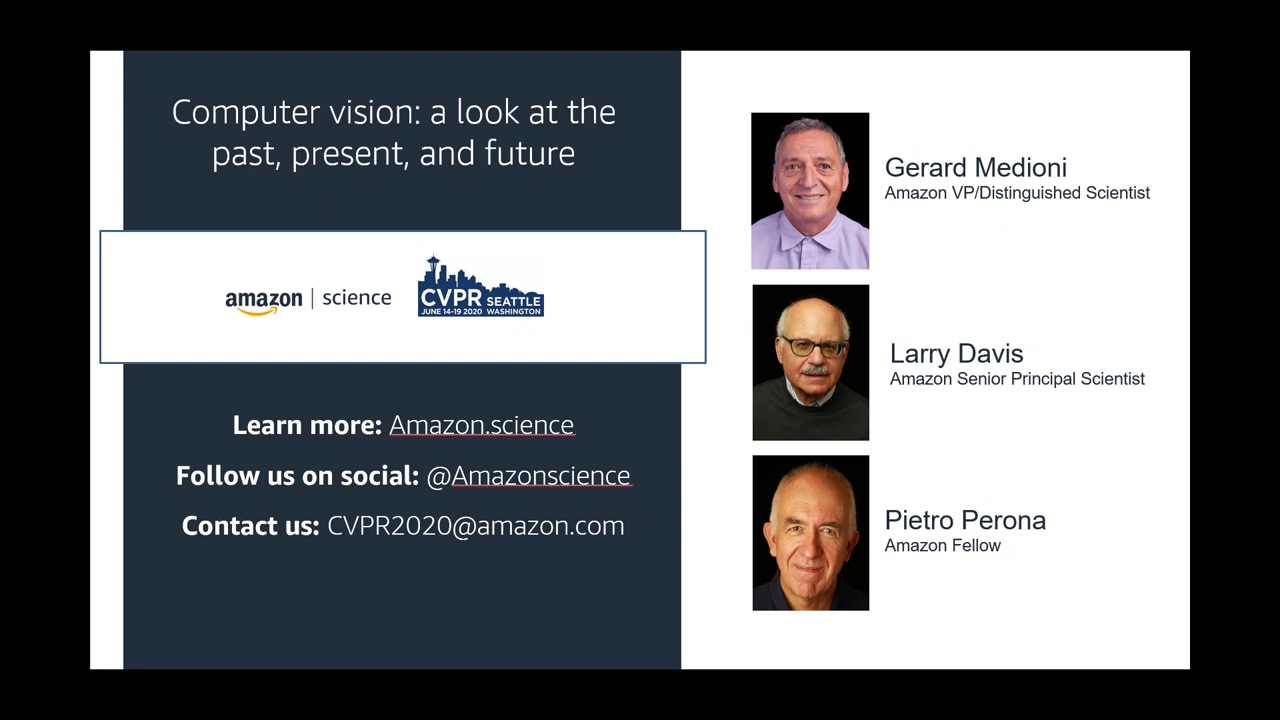 Computer vision: a look at the
past, present, and future
amazon | science
CVPR SEATTLE
JUNE 14-19 2020 WASHINGTON
Learn more: Amazon.science
Follow us on social: @Amazonscience
Contact us: CVPR2020@amazon.com
Gerard Medioni
Amazon VP/Distinguished Scientist
Larry Davis
Amazon Senior Principal Scientist
Pietro Perona
Amazon Fellow